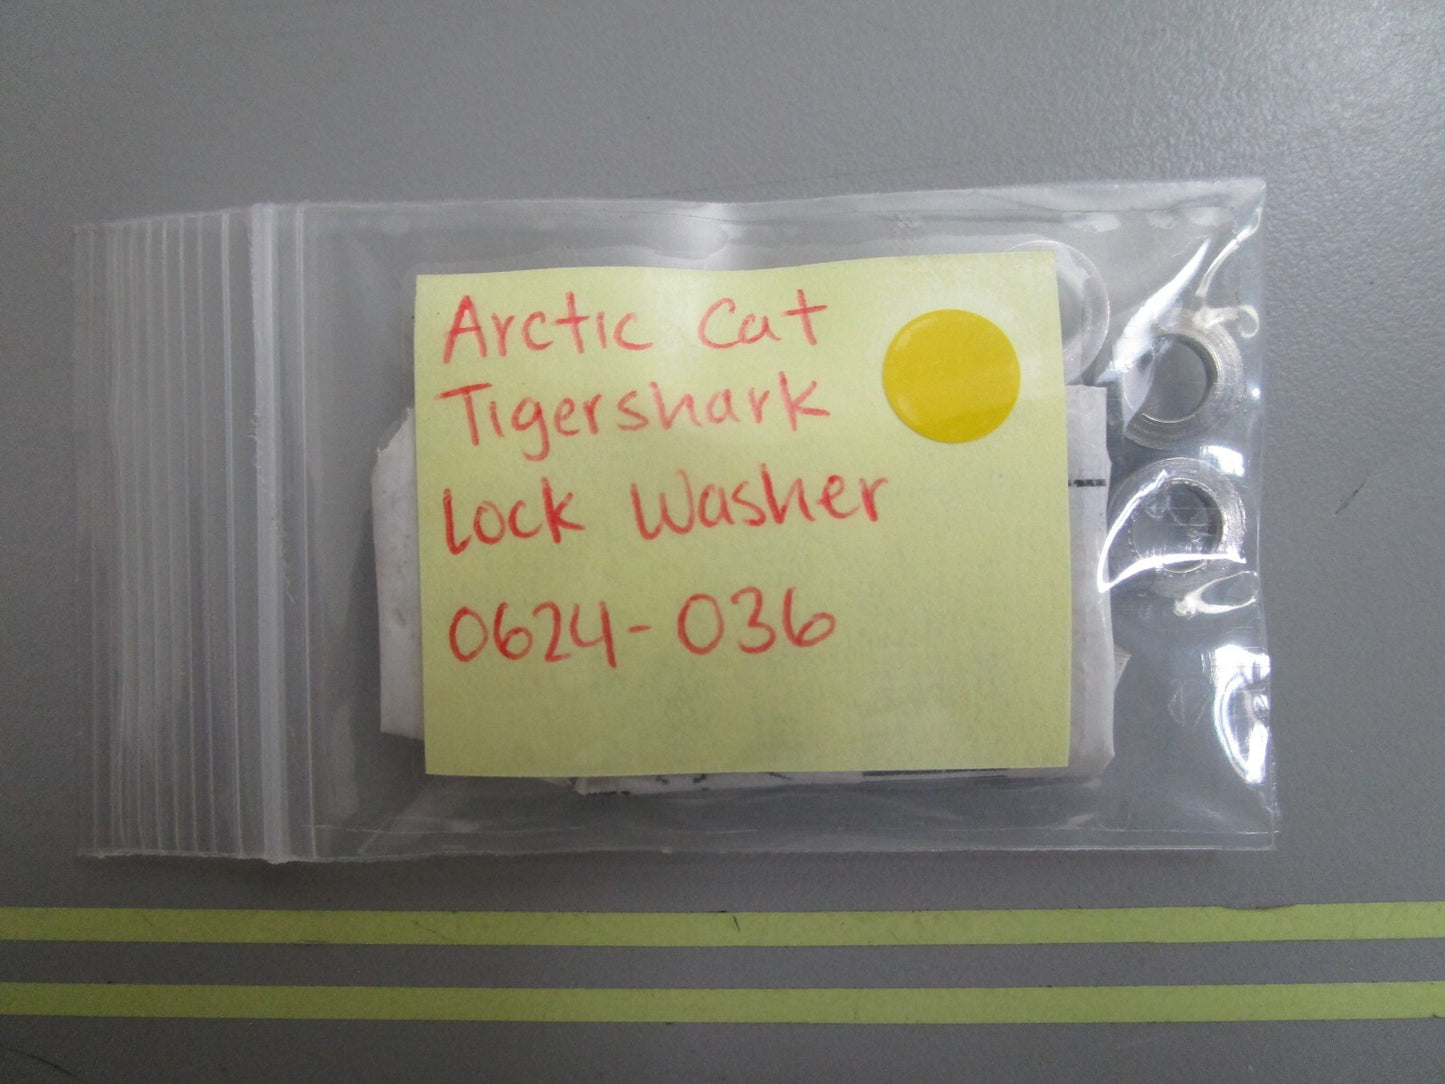 Arctic Cat
Tigershark
Lock Washer
0624-036